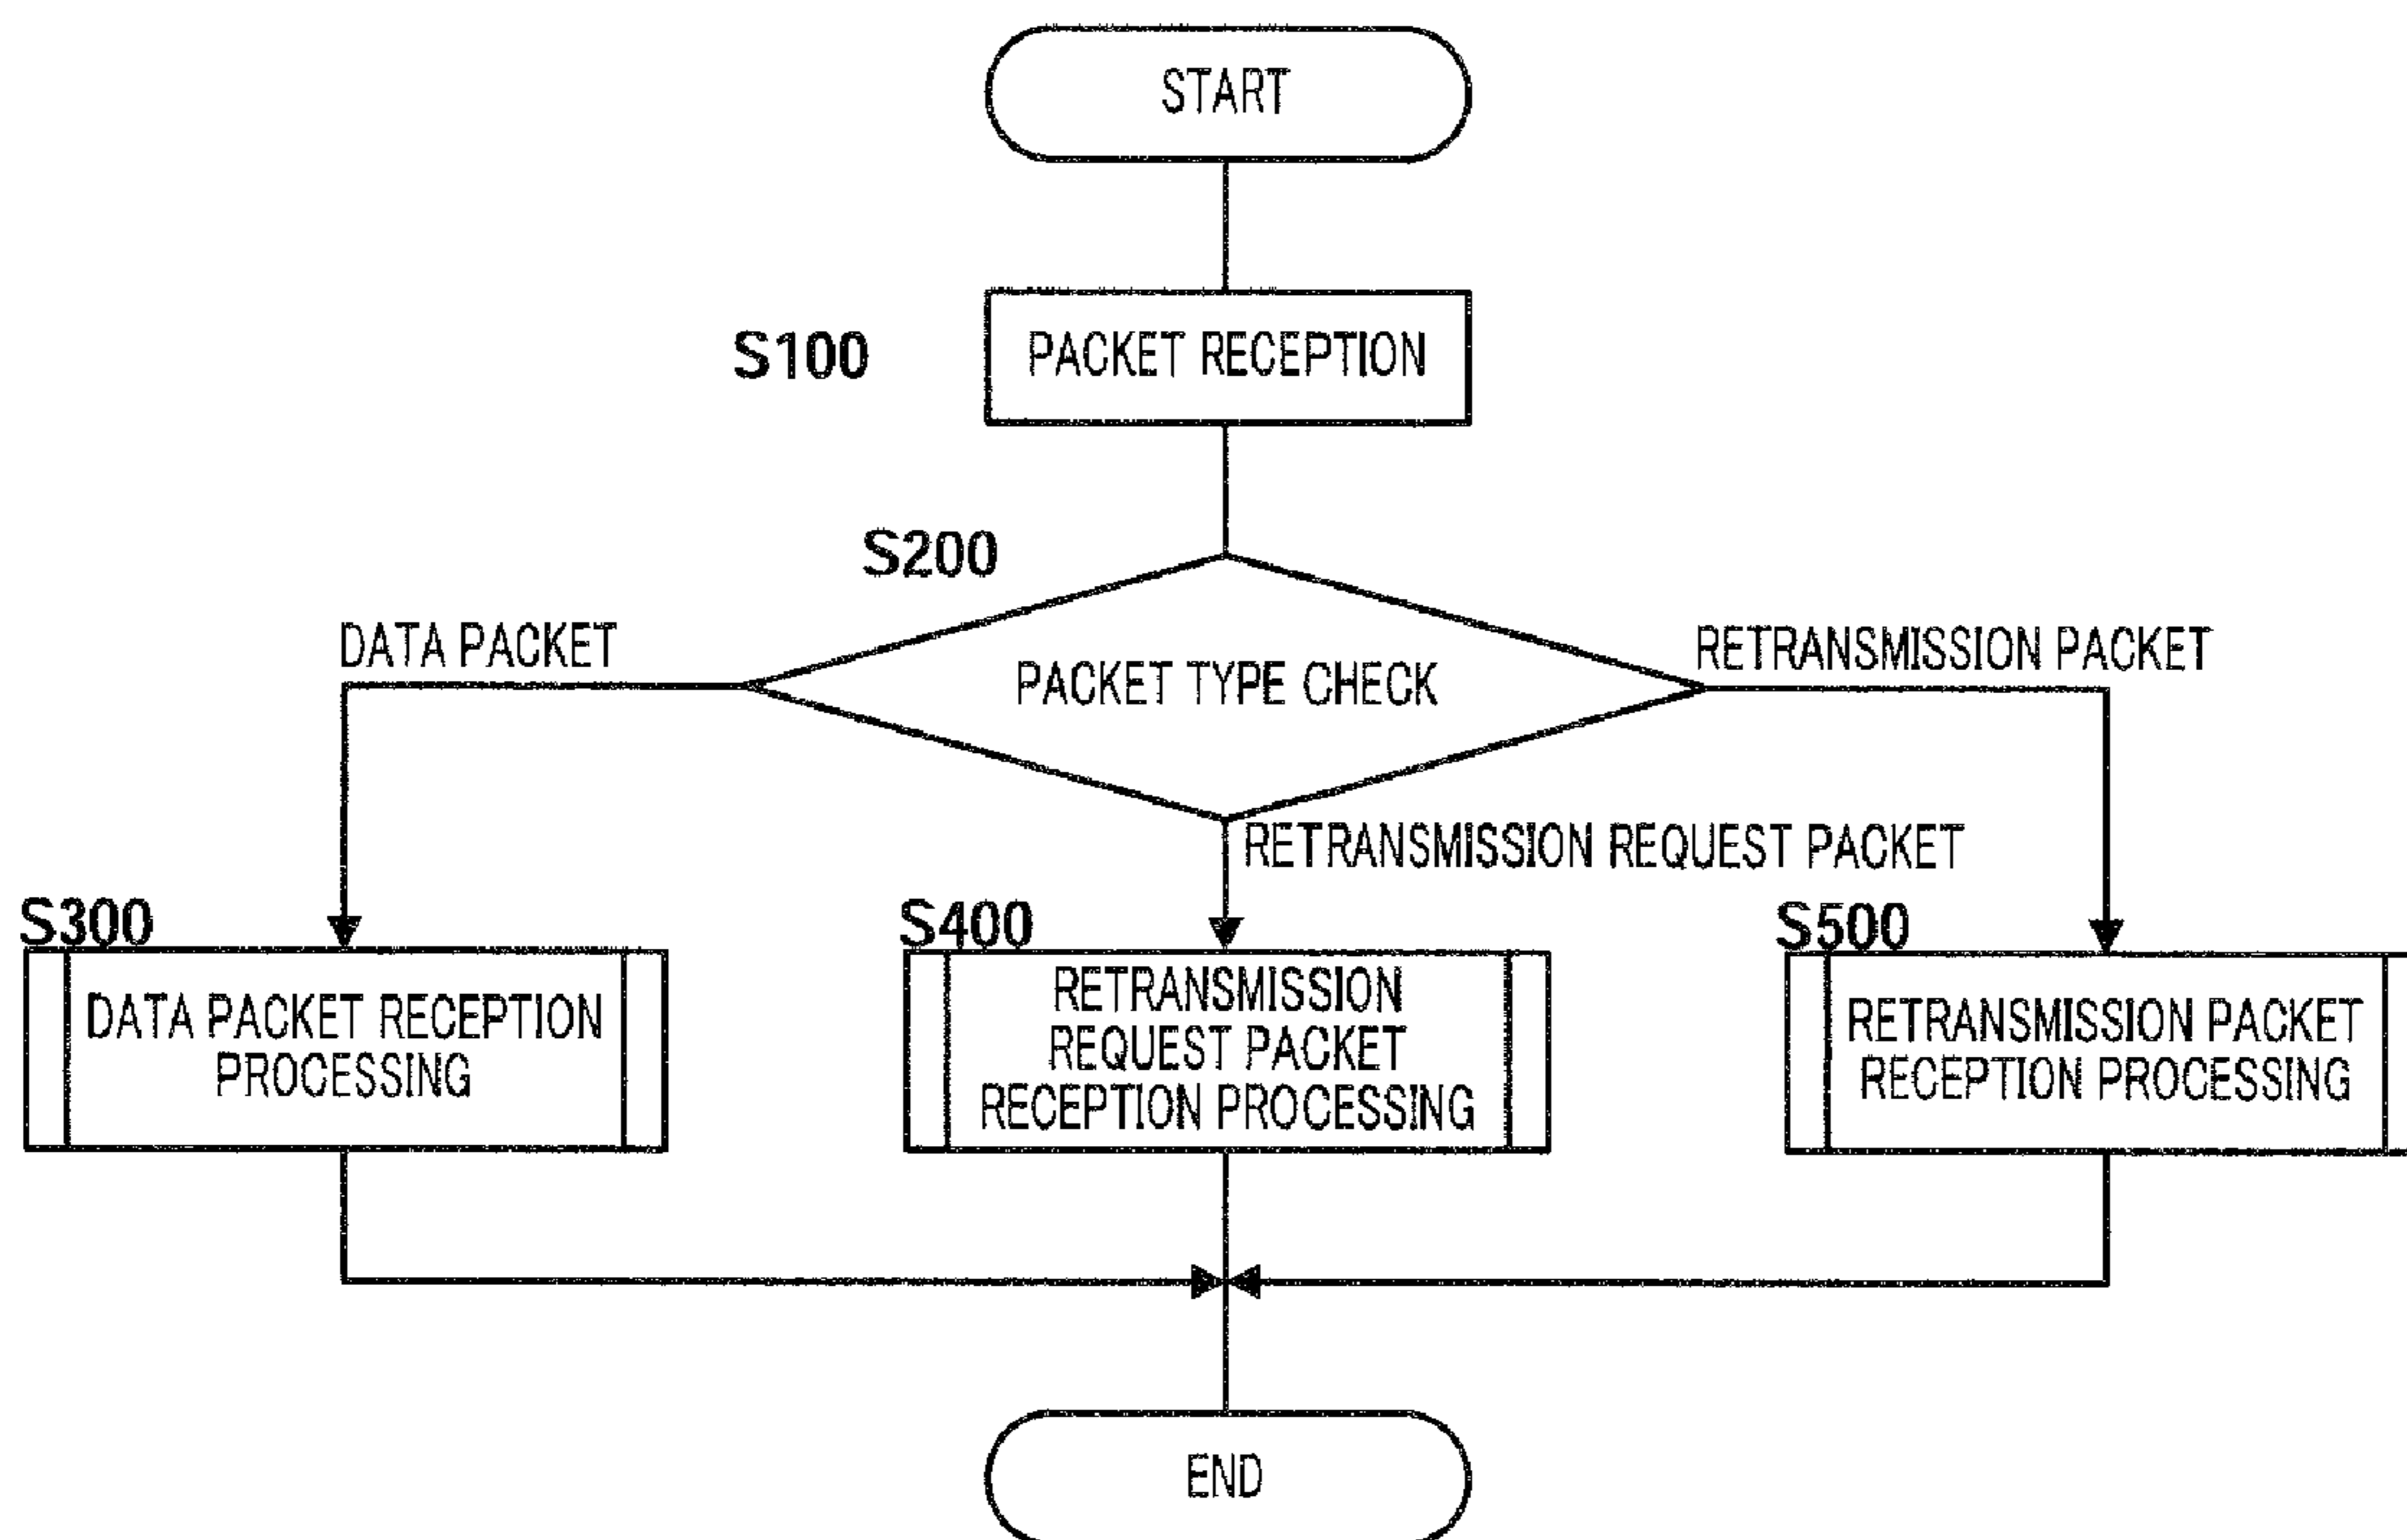 START
S100
PACKET RECEPTION
S200
DATA PACKET
PACKET TYPE CHECK
RETRANSMISSION PACKET
RETRANSMISSION REQUEST PACKET
S300
DATA PACKET RECEPTION
PROCESSING
S400
RETRANSMISSION
REQUEST PACKET
RECEPTION PROCESSING
S500
RETRANSMISSION PACKET
RECEPTION PROCESSING
END